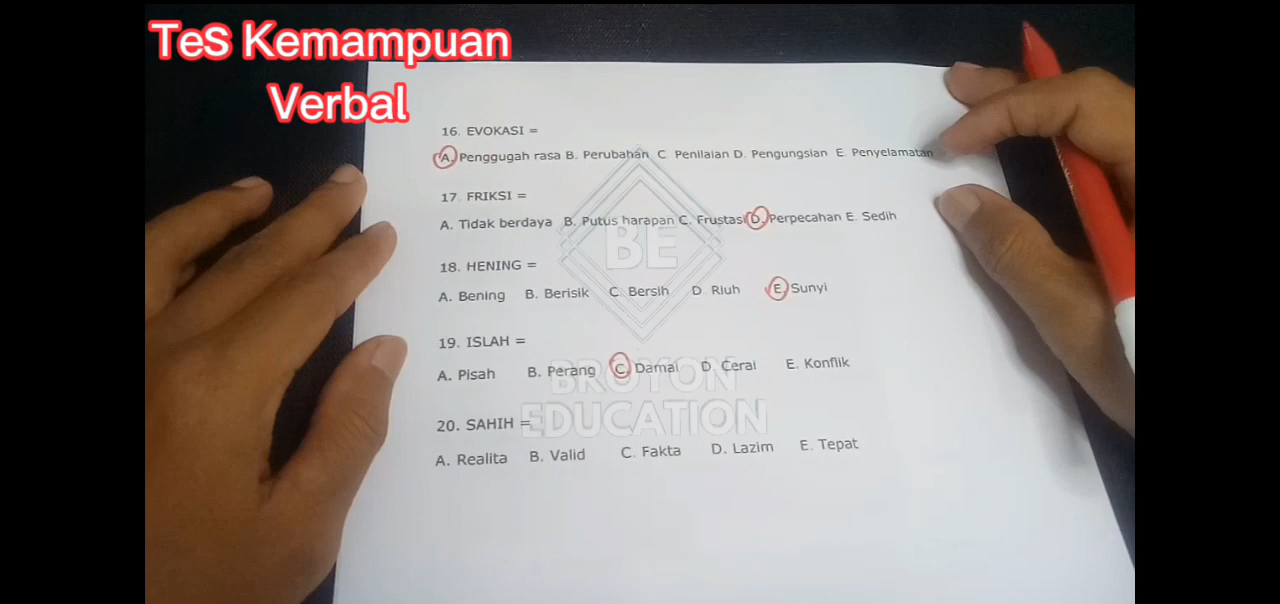 TeS Kemampuan
Verbal
16. EVOKASI =
A. Penggugah rasa B. Perubahan C. Penilaian D. Pengungsian E. Penyelamatan
17. FRIKSI =
A. Tidak berdaya B. Putus harapan C. Frustasi D. Perpecahan E. Sedih
18. HENING =
A. Bening B. Berisik C. Bersih D. Riuh E. Sunyi
19. ISLAH =
A. Pisah B. Perang C. Damai D. Cerai E. Konflik
20. SAHIH =
A. Realita B. Valid C. Fakta D. Lazim E. Tepat
BE
BROYON
EDUCATION